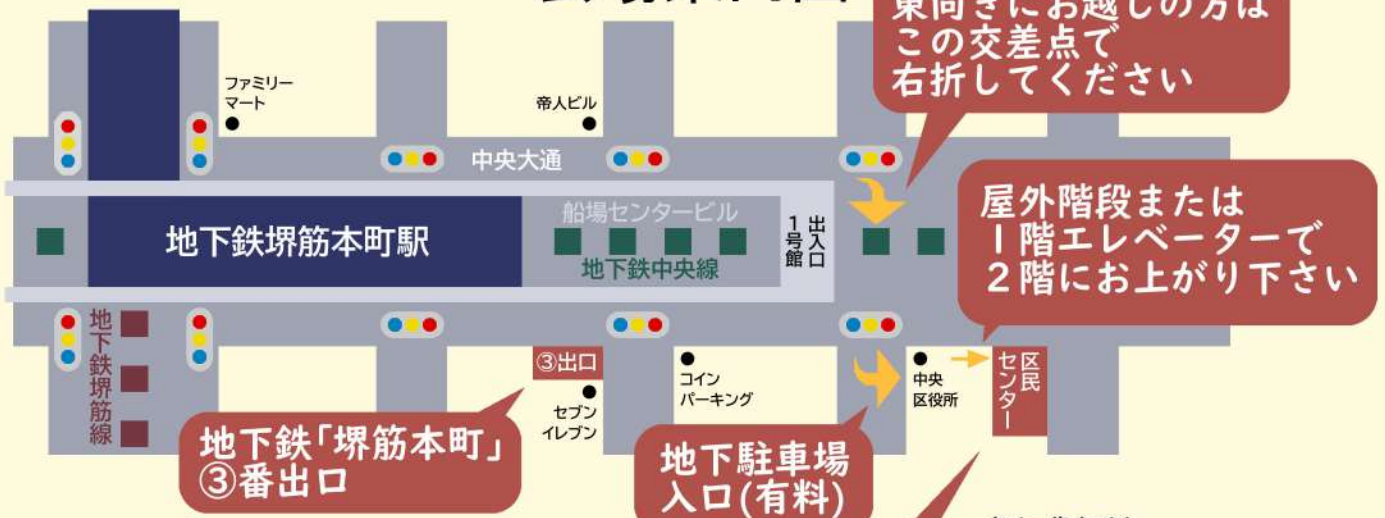 東向きにお越しの方は
この交差点で
右折してください
ファミリー
マート
帝人ビル
中央大通
船場センタービル
地下鉄堺筋本町駅
地下鉄中央線
出入口
1号館
屋外階段または
1階エレベーターで
2階にお上がり下さい
地下鉄堺筋線
③出口
セブン
イレブン
コイン
パーキング
中央
区役所
区民
センター
地下鉄「堺筋本町」
③番出口
地下駐車場
入口(有料)